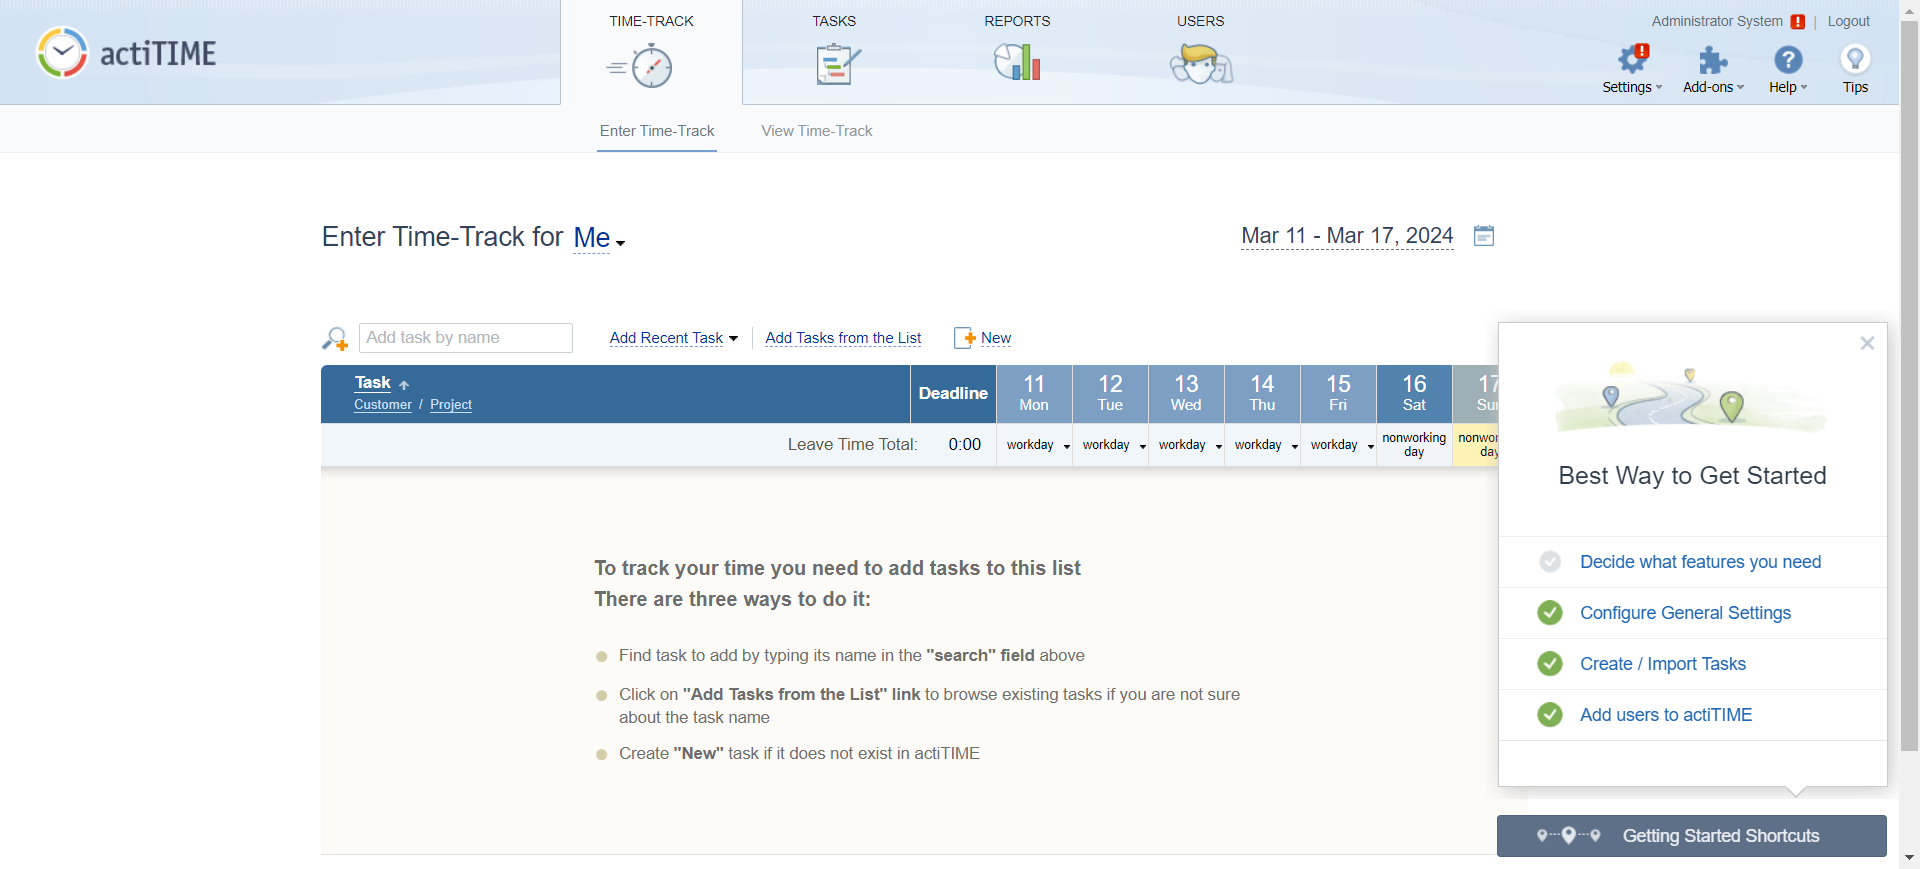 actiTIME
TIME-TRACK
TASKS
REPORTS
USERS
Administrator System
Logout
Settings
Add-ons
Help
Tips
Enter Time-Track
View Time-Track
Enter Time-Track for Me
Mar 11 - Mar 17, 2024
Add task by name
Add Recent Task
Add Tasks from the List
New
Task
Customer / Project
Deadline
11
Mon
12
Tue
13
Wed
14
Thu
15
Fri
16
Sat
17
Leave Time Total: 0:00
workday
workday
workday
workday
workday
nonworking
day
To track your time you need to add tasks to this list
There are three ways to do it:
Find task to add by typing its name in the "search" field above
Click on "Add Tasks from the List" link to browse existing tasks if you are not sure
about the task name
Create "New" task if it does not exist in actiTIME
Best Way to Get Started
Decide what features you need
Configure General Settings
Create / Import Tasks
Add users to actiTIME
Getting Started Shortcuts